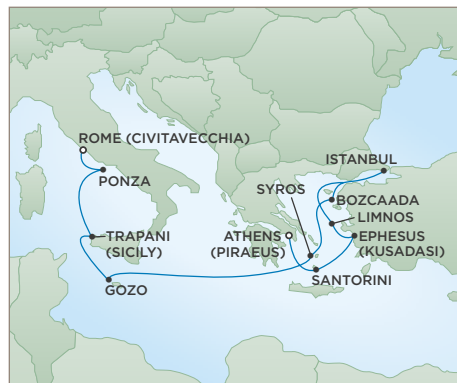 ROME (CIVITAVECCHIA)
PONZA
ISTANBUL
SYROS
BOZCAADA
LIMNOS
TRAPANI
(SICILY)
ATHENS
(PIRAEUS)
EPHESUS
(KUSADASI)
GOZO
SANTORINI